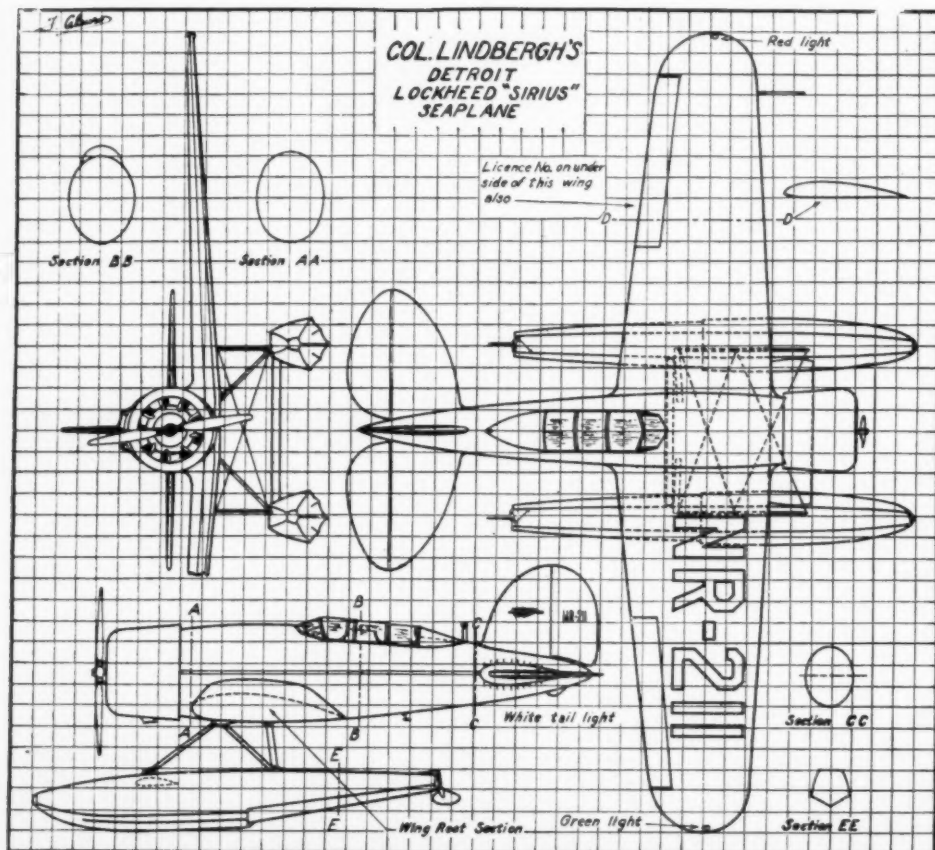 COL. LINDBERGH'S
DETROIT
LOCKHEED "SIRIUS"
SEAPLANE
Red light
Licence No. on under
side of this wing
also
D
D
Section BB
Section AA
NR-211
A
B
C
NR-211
A
B
C
White tail light
Section CC
E
E
Wing Root Section
Green light
Section EE